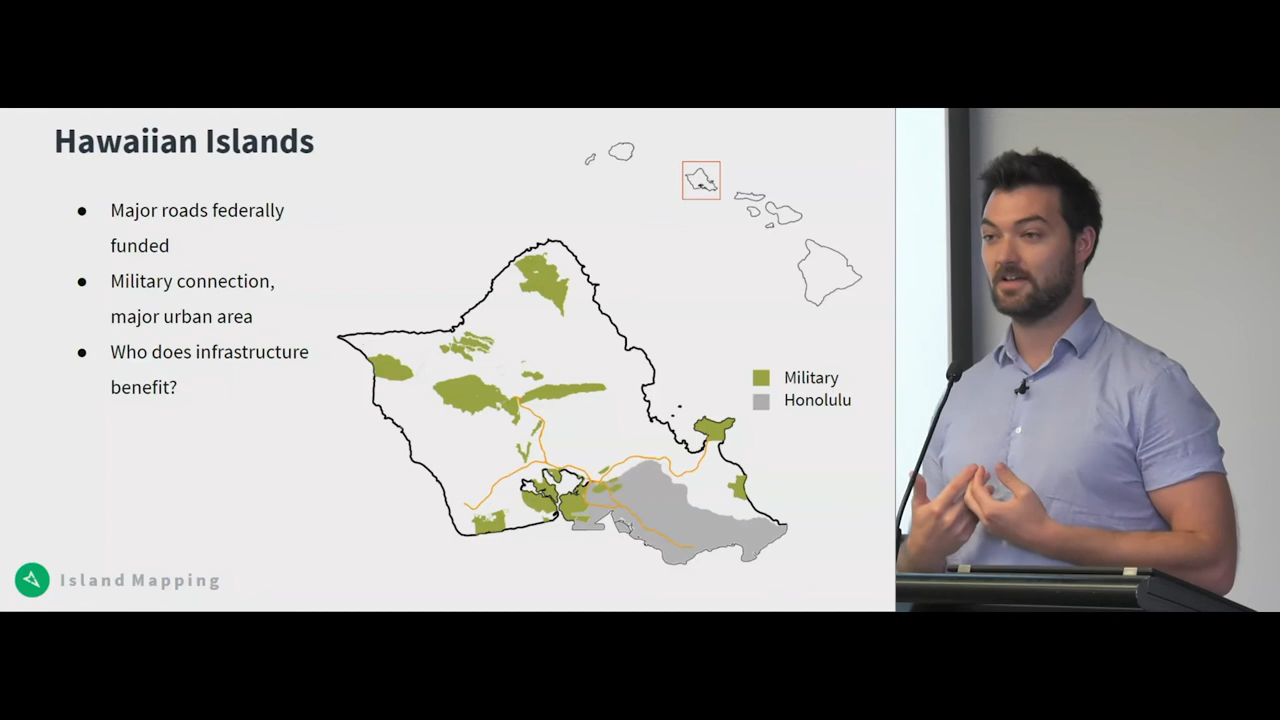 Hawaiian Islands
● Major roads federally
funded
● Military connection,
major urban area
● Who does infrastructure
benefit?
Military
Honolulu
Island Mapping